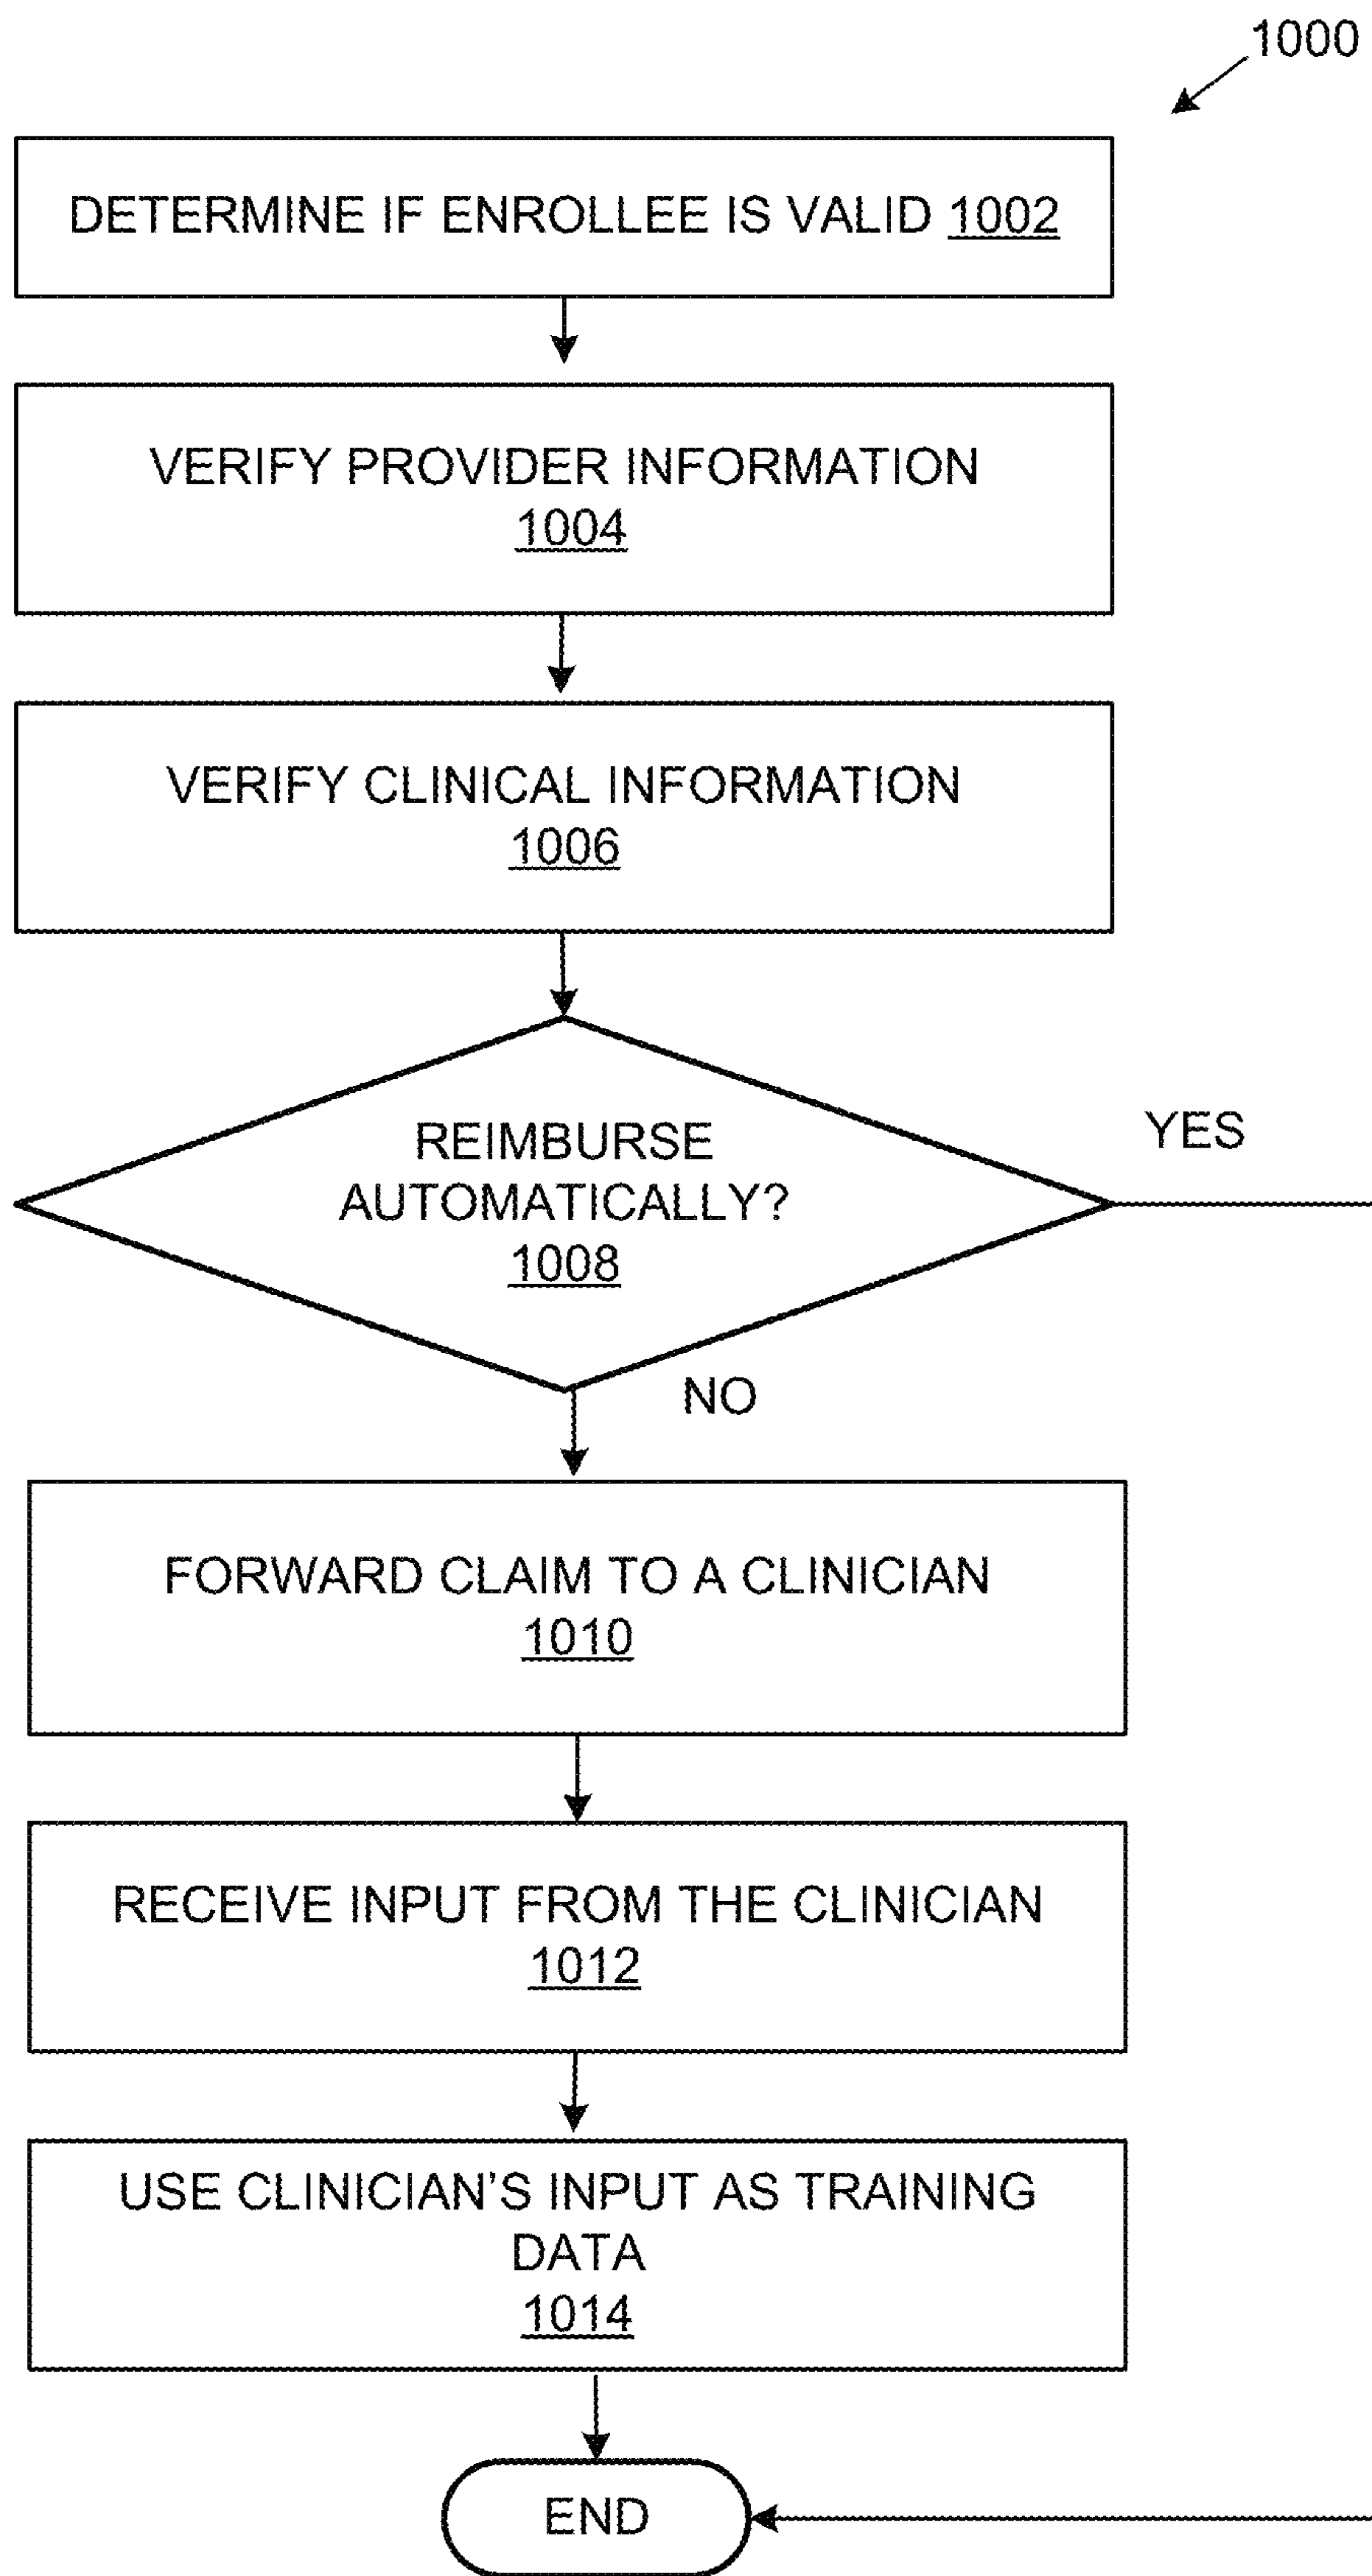 1000
DETERMINE IF ENROLLEE IS VALID 1002
VERIFY PROVIDER INFORMATION
1004
VERIFY CLINICAL INFORMATION
1006
REIMBURSE
AUTOMATICALLY?
1008
YES
NO
FORWARD CLAIM TO A CLINICIAN
1010
RECEIVE INPUT FROM THE CLINICIAN
1012
USE CLINICIAN'S INPUT AS TRAINING
DATA
1014
END